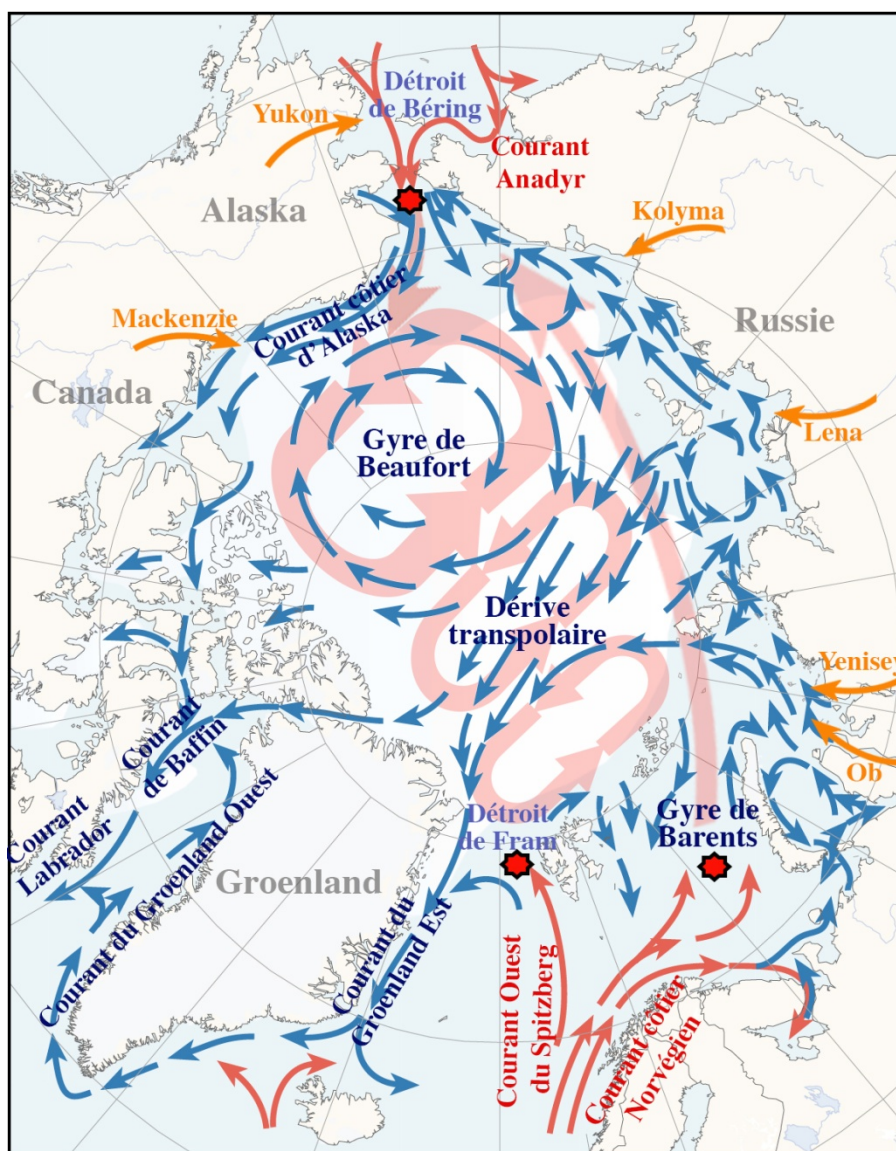 Détroit
de Béring
Yukon
Courant
Anadyr
Alaska
Kolyma
Mackenzie
Courant côtier
d'Alaska
Russie
Canada
Lena
Gyre de
Beaufort
Dérive
transpolaire
Yenisey
Ob
Courant
de Baffin
Détroit
de Fram
Gyre de
Barents
Courant
Labrador
Courant du Groenland Ouest
Groenland
Courant du
Groenland Est
Courant Ouest
du Spitzberg
Courant côtier
Norvégien